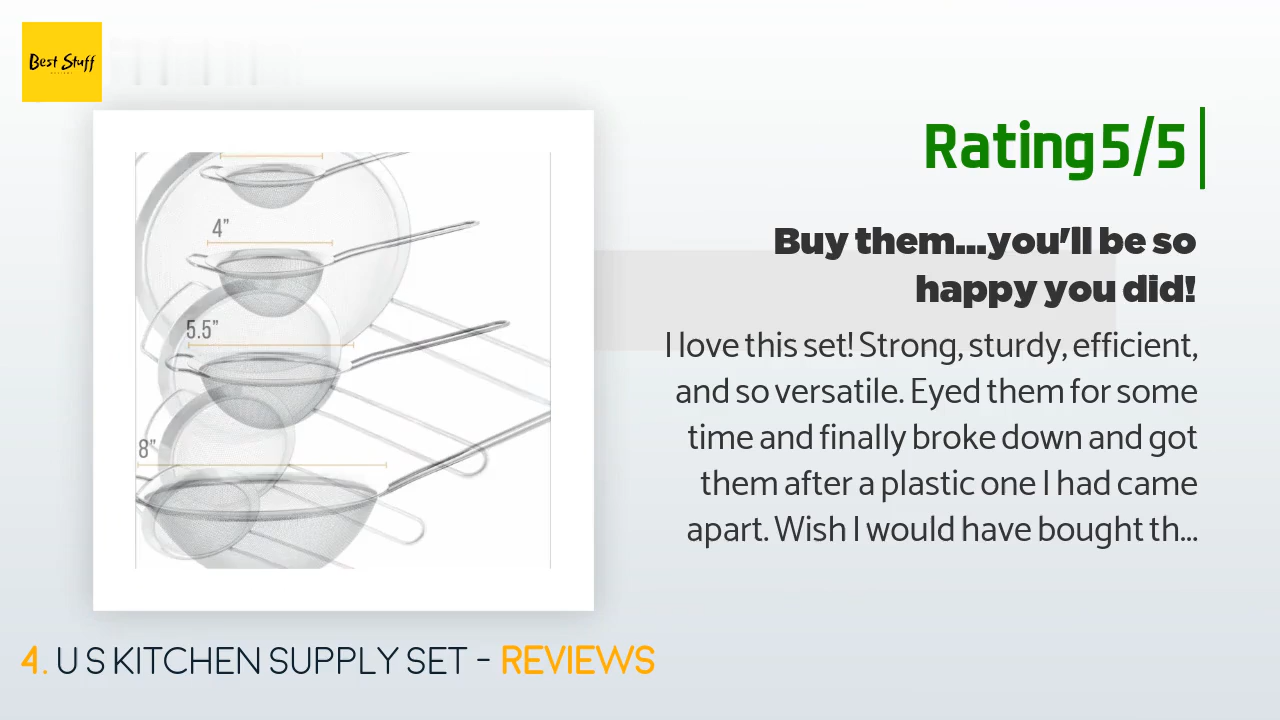 Best Stuff
4"
5.5"
8"
Rating 5/5
Buy them...you'll be so
happy you did!
I love this set! Strong, sturdy, efficient,
and so versatile. Eyed them for some
time and finally broke down and got
them after a plastic one I had came
apart. Wish I would have bought th...
4. U S KITCHEN SUPPLY SET - REVIEWS